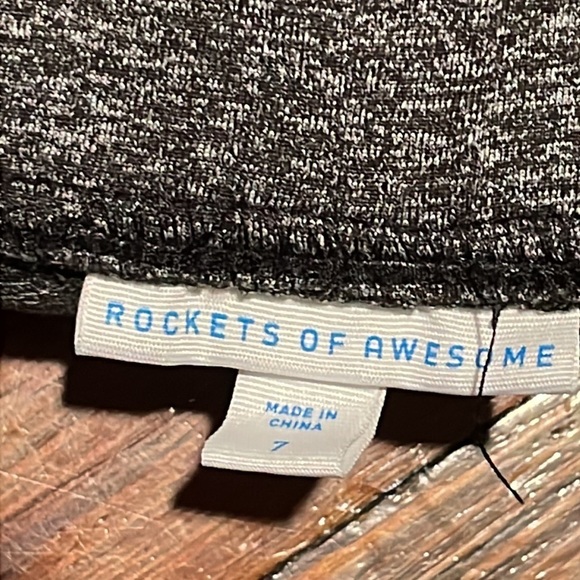 ROCKETS OF AWESOME
MADE IN
CHINA
7